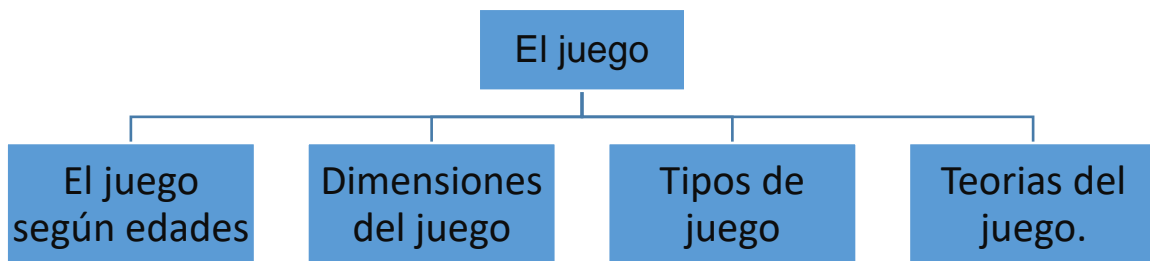 El juego
El juego
según edades
Dimensiones
del juego
Tipos de
juego
Teorias del
juego.